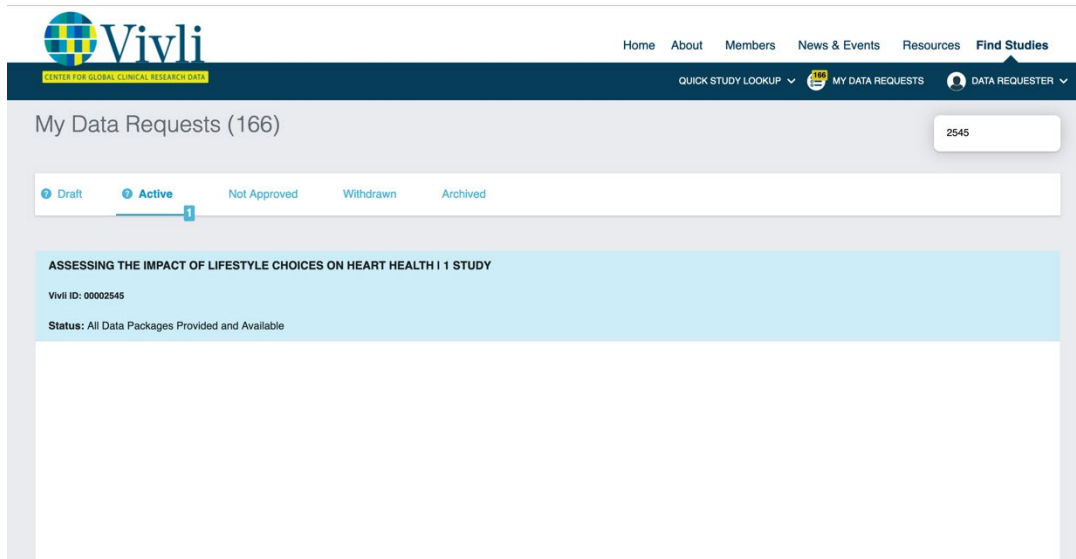 Vivli
CENTER FOR GLOBAL CLINICAL RESEARCH DATA
Home About Members News & Events Resources Find Studies
QUICK STUDY LOOKUP 166 MY DATA REQUESTS DATA REQUESTER
My Data Requests (166)
2545
? Draft ? Active Not Approved Withdrawn Archived
1
ASSESSING THE IMPACT OF LIFESTYLE CHOICES ON HEART HEALTH I 1 STUDY
Vivli ID: 00002545
Status: All Data Packages Provided and Available